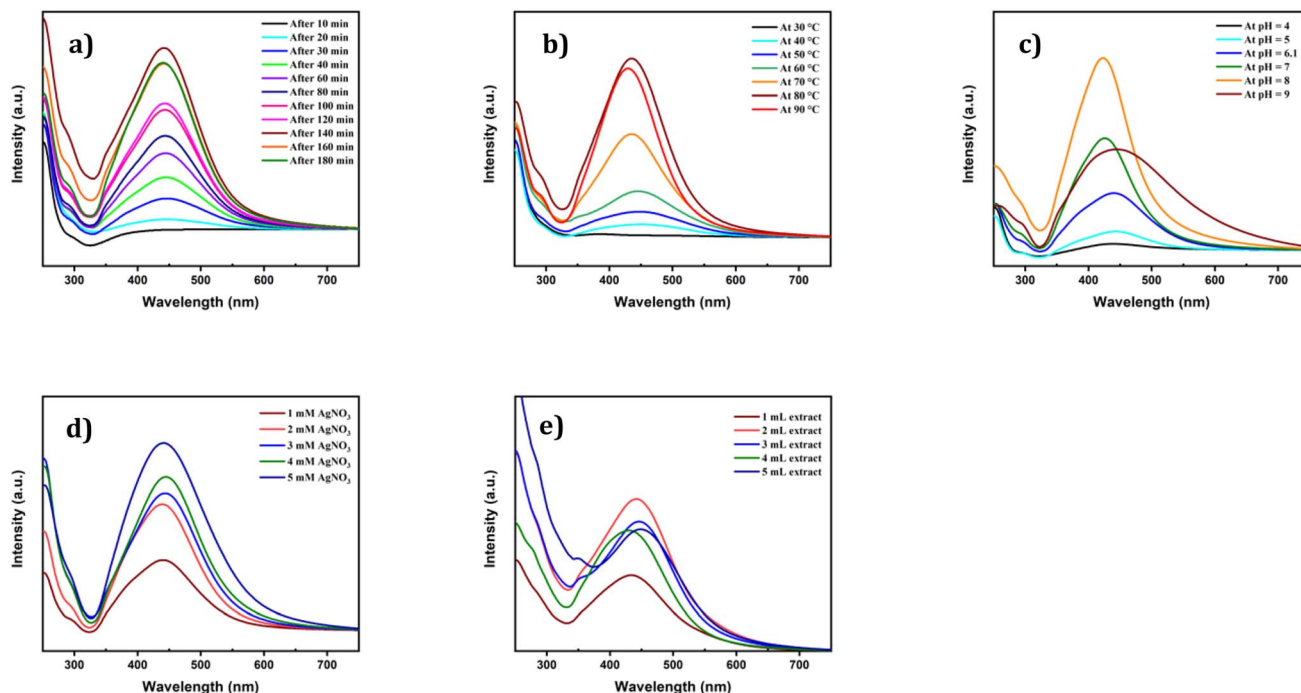 a)
After 10 min
After 20 min
After 30 min
After 40 min
After 60 min
After 80 min
After 100 min
After 120 min
After 140 min
After 160 min
After 180 min
Intensity (a.u.)
300 400 500 600 700
Wavelength (nm)
b)
At 30 °C
At 40 °C
At 50 °C
At 60 °C
At 70 °C
At 80 °C
At 90 °C
Intensity (a.u.)
300 400 500 600 700
Wavelength (nm)
c)
At pH = 4
At pH = 5
At pH = 6.1
At pH = 7
At pH = 8
At pH = 9
Intensity (a.u.)
300 400 500 600 700
Wavelength (nm)
d)
1 mM AgNO₃
2 mM AgNO₃
3 mM AgNO₃
4 mM AgNO₃
5 mM AgNO₃
Intensity (a.u.)
300 400 500 600 700
Wavelength (nm)
e)
1 mL extract
2 mL extract
3 mL extract
4 mL extract
5 mL extract
Intensity (a.u.)
300 400 500 600 700
Wavelength (nm)